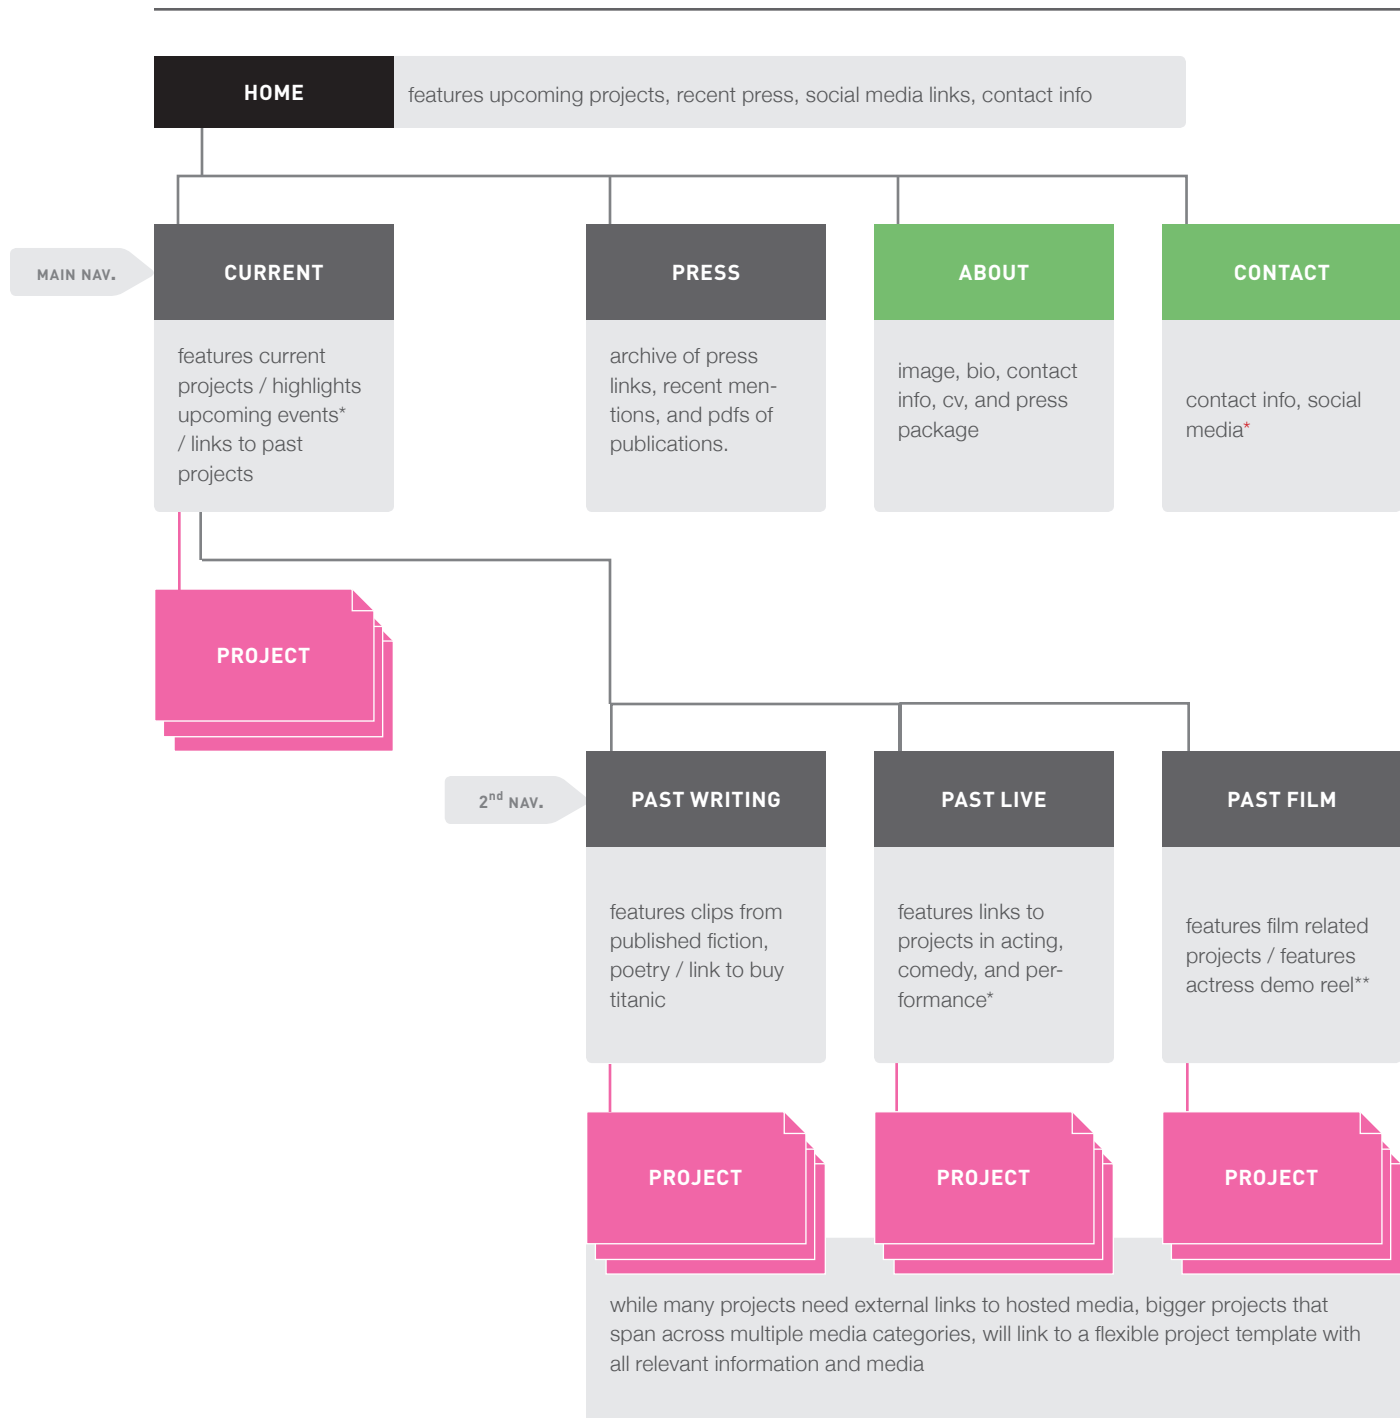 HOME
features upcoming projects, recent press, social media links, contact info
MAIN NAV.
CURRENT
features current
projects / highlights
upcoming events*
/ links to past
projects
PRESS
archive of press
links, recent men-
tions, and pdfs of
publications.
ABOUT
image, bio, contact
info, cv, and press
package
CONTACT
contact info, social
media*
PROJECT
2nd NAV.
PAST WRITING
features clips from
published fiction,
poetry / link to buy
titanic
PAST LIVE
features links to
projects in acting,
comedy, and per-
formance*
PAST FILM
features film related
projects / features
actress demo reel**
PROJECT
PROJECT
PROJECT
while many projects need external links to hosted media, bigger projects that
span across multiple media categories, will link to a flexible project template with
all relevant information and media